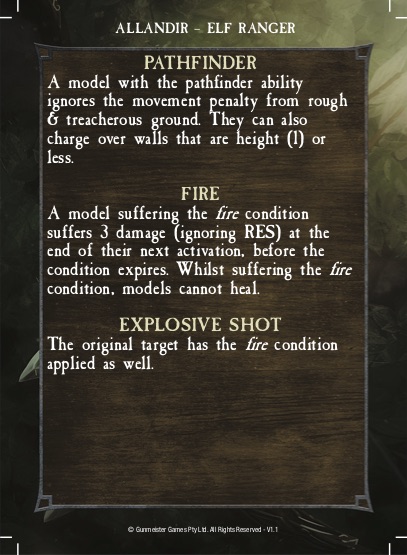 ALLANDIR – ELF RANGER
PATHFINDER
A model with the pathfinder ability
ignores the movement penalty from rough
& treacherous ground. They can also
charge over walls that are height (1) or
less.
FIRE
A model suffering the fire condition
suffers 3 damage (ignoring RES) at the
end of their next activation, before the
condition expires. Whilst suffering the fire
condition, models cannot heal.
EXPLOSIVE SHOT
The original target has the fire condition
applied as well.
© Gunmeister Games Pty Ltd. All Rights Reserved - V1.1